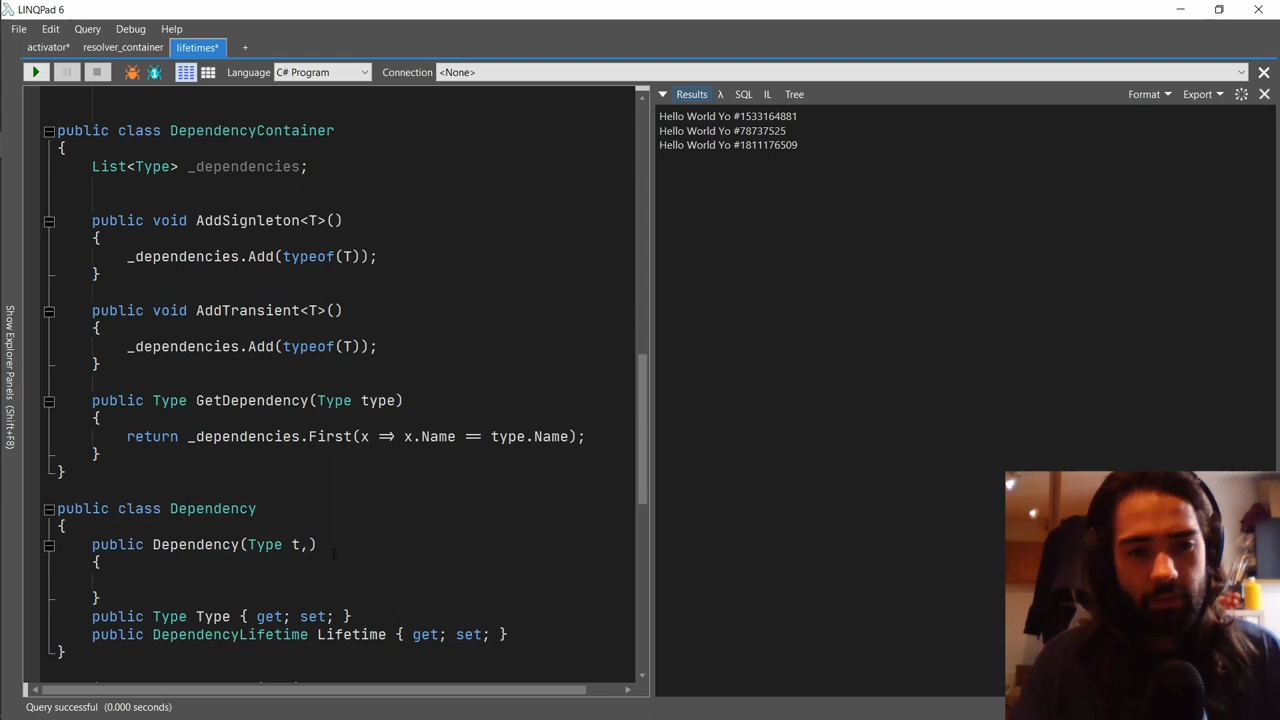 LINQPad 6
File Edit Query Debug Help
activator* resolver_container lifetimes* +
Language C# Program Connection <None>
Results λ SQL IL Tree Format Export
public class DependencyContainer
{
List<Type> _dependencies;
public void AddSignleton<T>()
{
_dependencies.Add(typeof(T));
}
public void AddTransient<T>()
{
_dependencies.Add(typeof(T));
}
public Type GetDependency(Type type)
{
return _dependencies.First(x => x.Name == type.Name);
}
}
public class Dependency
{
public Dependency(Type t,)
{
}
public Type Type { get; set; }
public DependencyLifetime Lifetime { get; set; }
}
Hello World Yo #1533164881
Hello World Yo #78737525
Hello World Yo #1811176509
Show Explorer Panels (Shift+F8)
Query successful (0.000 seconds)